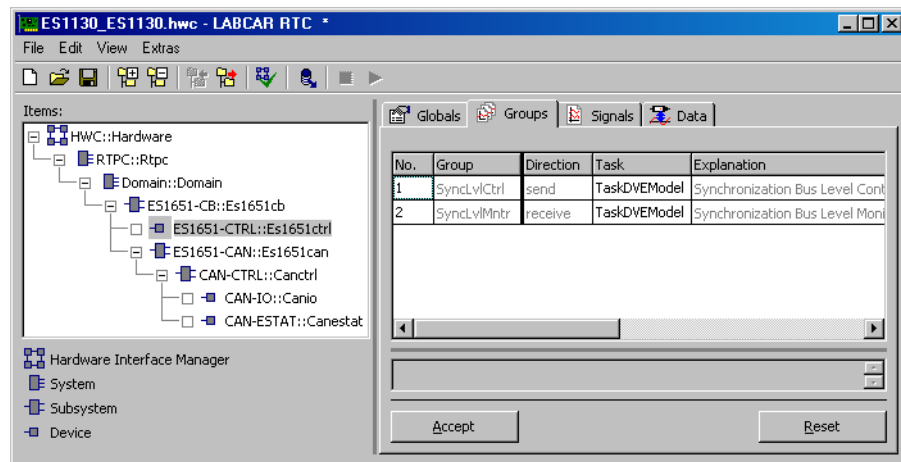 ES1130_ES1130.hwc - LABCAR RTC *
File Edit View Extras
Items:
HWC::Hardware
RTPC::Rtpc
Domain::Domain
ES1651-CB::Es1651cb
ES1651-CTRL::Es1651ctrl
ES1651-CAN::Es1651can
CAN-CTRL::Canctrl
CAN-IO::Canio
CAN-ESTAT::Canestat
Hardware Interface Manager
System
Subsystem
Device
Globals Groups Signals Data
No. Group Direction Task Explanation
1 SyncLvlCtrl send TaskDVEModel Synchronization Bus Level Cont
2 SyncLvlMntr receive TaskDVEModel Synchronization Bus Level Moni
Accept Reset